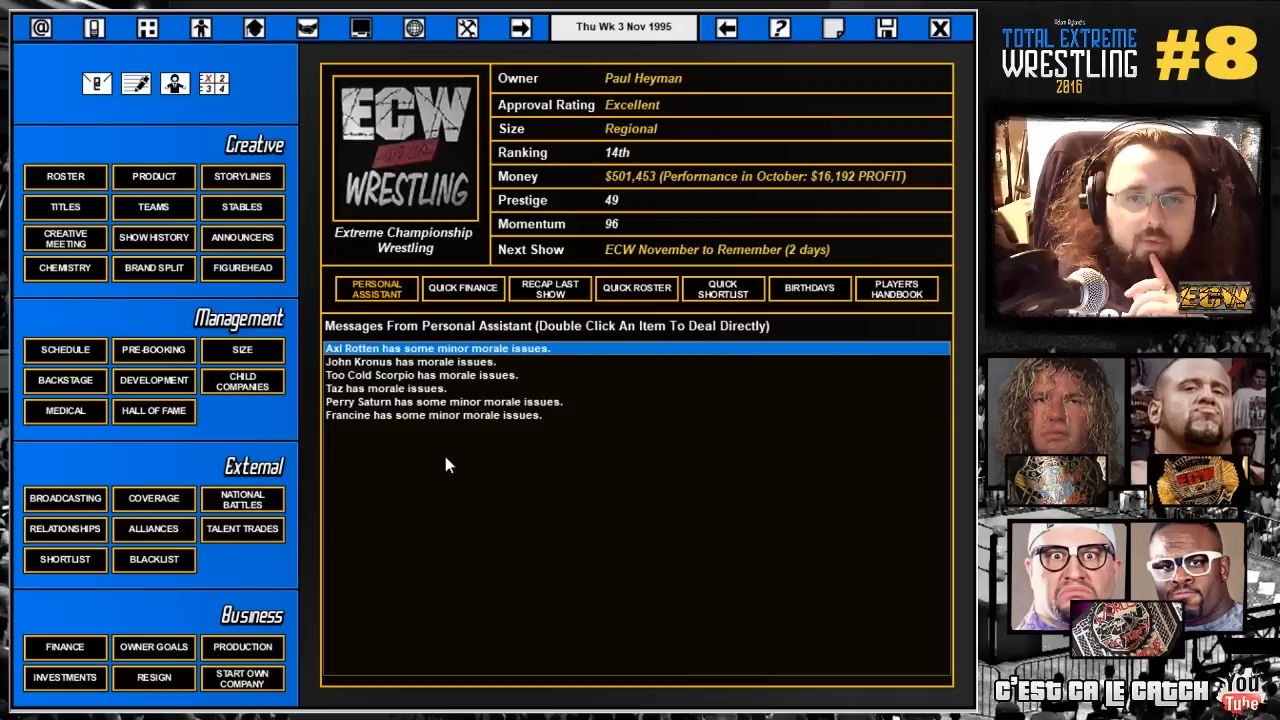 Thu Wk 3 Nov 1995
Adam Ryland's
TOTAL EXTREME
WRESTLING
2016
#8
Creative
ROSTER
PRODUCT
STORYLINES
TITLES
TEAMS
STABLES
CREATIVE
MEETING
SHOW HISTORY
ANNOUNCERS
CHEMISTRY
BRAND SPLIT
FIGUREHEAD
Management
SCHEDULE
PRE-BOOKING
SIZE
BACKSTAGE
DEVELOPMENT
CHILD
COMPANIES
MEDICAL
HALL OF FAME
External
BROADCASTING
COVERAGE
NATIONAL
BATTLES
RELATIONSHIPS
ALLIANCES
TALENT TRADES
SHORTLIST
BLACKLIST
Business
FINANCE
OWNER GOALS
PRODUCTION
INVESTMENTS
RESIGN
START OWN
COMPANY
ECW
WRESTLING
Extreme Championship
Wrestling
Owner Paul Heyman
Approval Rating Excellent
Size Regional
Ranking 14th
Money $501,453 (Performance in October: $16,192 PROFIT)
Prestige 49
Momentum 96
Next Show ECW November to Remember (2 days)
PERSONAL
ASSISTANT
QUICK FINANCE
RECAP LAST
SHOW
QUICK ROSTER
QUICK
SHORTLIST
BIRTHDAYS
PLAYER'S
HANDBOOK
Messages From Personal Assistant (Double Click An Item To Deal Directly)
Axl Rotten has some minor morale issues.
John Kronus has morale issues.
Too Cold Scorpio has morale issues.
Taz has morale issues.
Perry Saturn has some minor morale issues.
Francine has some minor morale issues.
ECW
ECW
C'EST CA LE CATCH
You
Tube